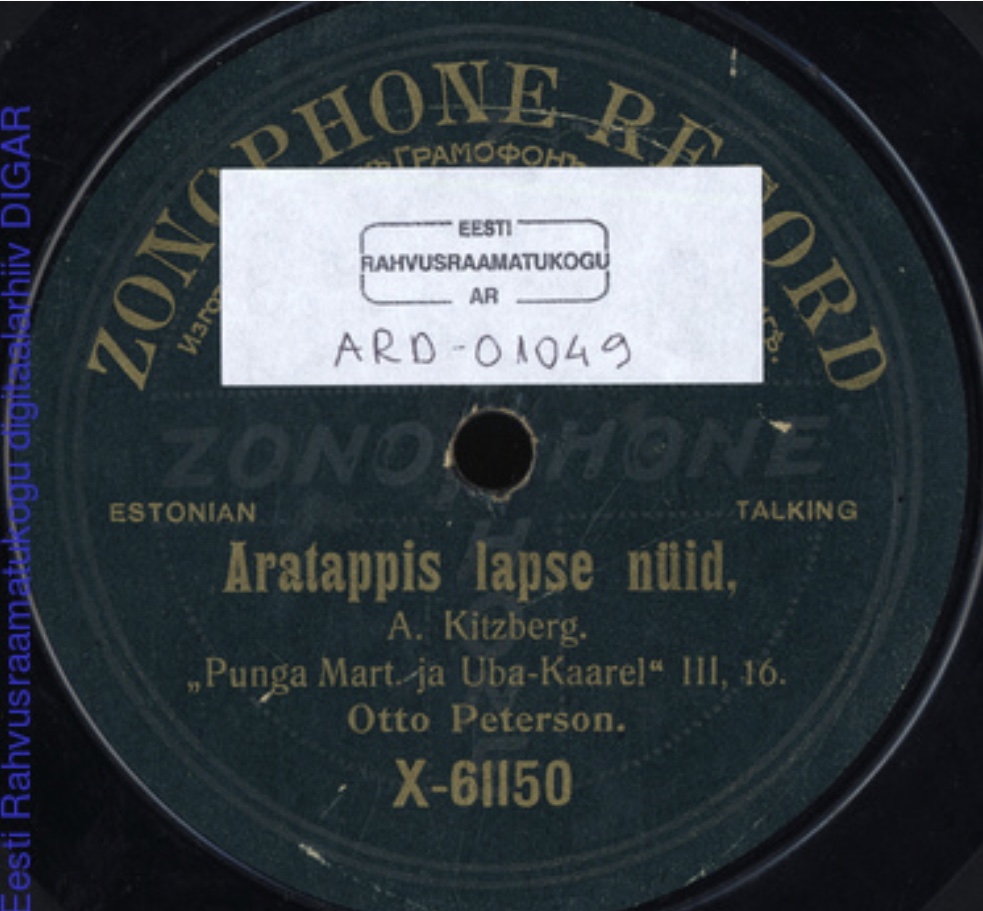 ZONOPHONE RECORD
ГРАМОФОНЪ
EESTI
RAHVUSRAAMATUKOGU
AR
ARD-01049
ZONOPHONE
ESTONIAN
TALKING
Aratappis lapse nüid,
A. Kitzberg.
„Punga Mart ja Uba-Kaarel“ III, 16.
Otto Peterson.
X-61150
Eesti Rahvusraamatukogu digitaalarhiiv DIGAR